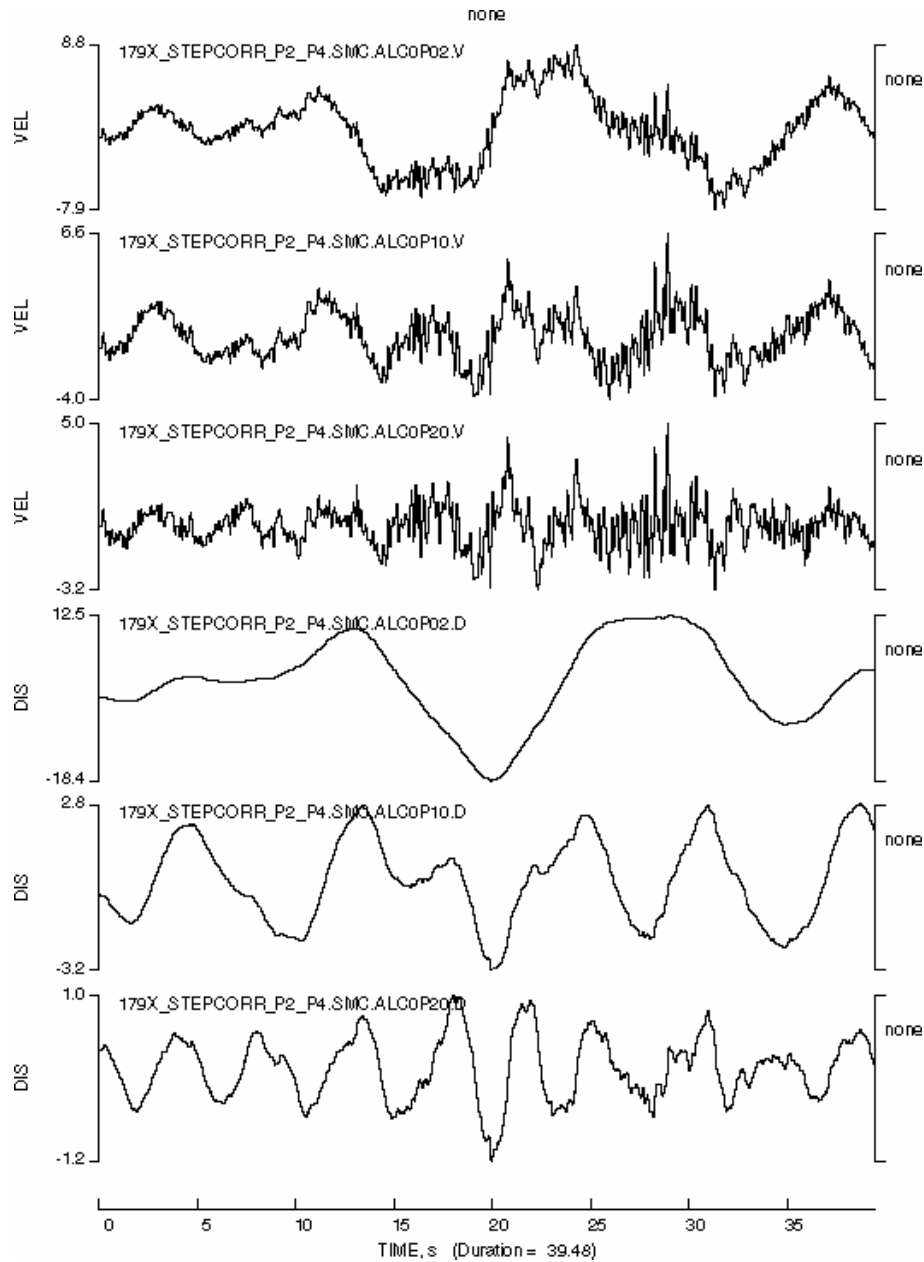 none
8.8
179X_STEPCORR_P2_P4.SMC.ALC0P02.V
none
VEL
-7.9
6.6
179X_STEPCORR_P2_P4.SMC.ALC0P10.V
none
VEL
-4.0
5.0
179X_STEPCORR_P2_P4.SMC.ALC0P20.V
none
VEL
-3.2
12.5
179X_STEPCORR_P2_P4.SMC.ALC0P02.D
none
DIS
-18.4
2.8
179X_STEPCORR_P2_P4.SMC.ALC0P10.D
none
DIS
-3.2
1.0
179X_STEPCORR_P2_P4.SMC.ALC0P20.D
none
DIS
-1.2
0 5 10 15 20 25 30 35
TIME, s (Duration = 39.48)